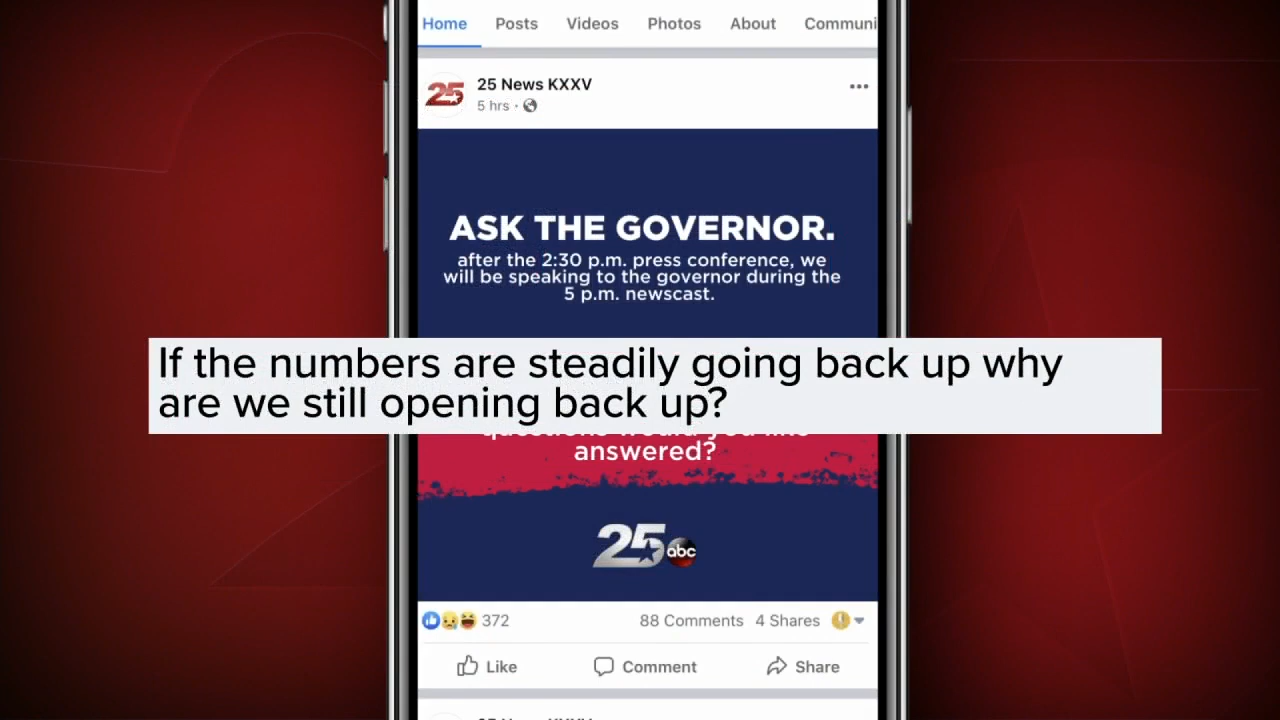 Home Posts Videos Photos About Communi
25 25 News KXXV
5 hrs
ASK THE GOVERNOR.
after the 2:30 p.m. press conference, we
will be speaking to the governor during the
5 p.m. newscast.
If the numbers are steadily going back up why
are we still opening back up?
answered?
25 abc
372 88 Comments 4 Shares
Like Comment Share